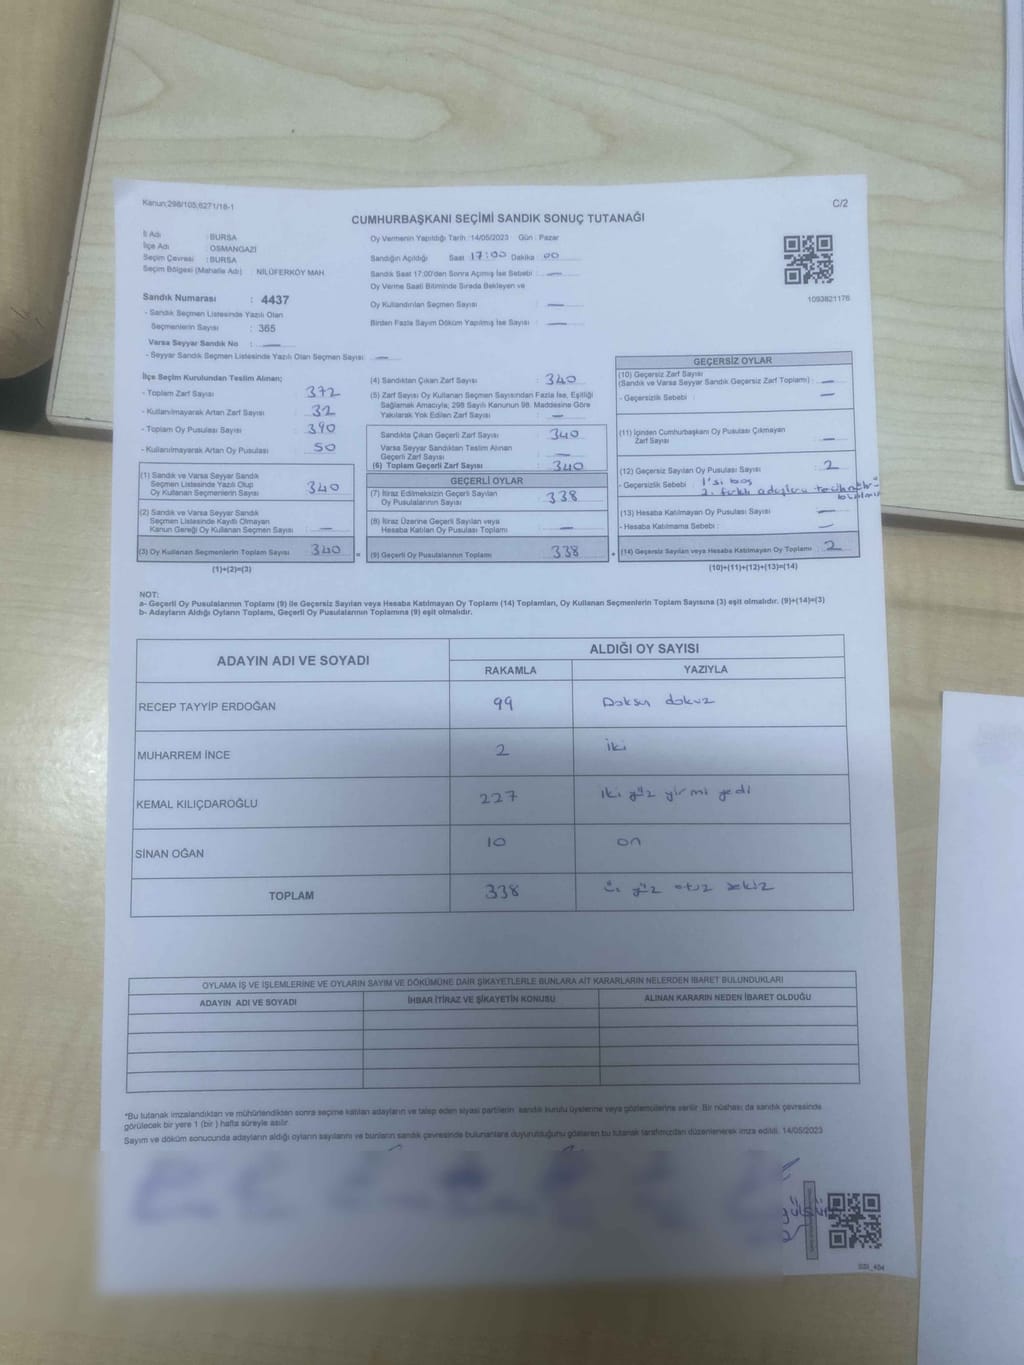 Kanun:298/105;6271/18-1
C/2
CUMHURBAŞKANI SEÇİMİ SANDIK SONUÇ TUTANAĞI
İl Adı : BURSA
İlçe Adı : OSMANGAZİ
Seçim Çevresi : BURSA
Seçim Bölgesi (Mahalle Adı) : NİLÜFERKÖY MAH.
Sandık Numarası : 4437
- Sandık Seçmen Listesinde Yazılı Olan
Seçmenlerin Sayısı : 365
Varsa Seyyar Sandık No : —
- Seyyar Sandık Seçmen Listesinde Yazılı Olan Seçmen Sayısı : —
Oy Vermenin Yapıldığı Tarih :14/05/2023 Gün : Pazar
Sandığın Açıldığı Saat 17:00 Dakika 00
Sandık Saat 17:00'den Sonra Açılmış İse Sebebi : —
Oy Verme Saati Bitiminde Sırada Bekleyen ve
Oy Kullandırılan Seçmen Sayısı : —
Birden Fazla Sayım Döküm Yapılmış İse Sayısı : —
1093821176
İlçe Seçim Kurulundan Teslim Alınan;
- Toplam Zarf Sayısı : 372
- Kullanılmayarak Artan Zarf Sayısı : 32
- Toplam Oy Pusulası Sayısı : 390
- Kullanılmayarak Artan Oy Pusulası : 50
(1) Sandık ve Varsa Seyyar Sandık
Seçmen Listesinde Yazılı Olup
Oy Kullanan Seçmenlerin Sayısı : 340
(2) Sandık ve Varsa Seyyar Sandık
Seçmen Listesinde Kayıtlı Olmayan
Kanun Gereği Oy Kullanan Seçmen Sayısı : —
(3) Oy Kullanan Seçmenlerin Toplam Sayısı : 340 =
(1)+(2)=(3)
(4) Sandıktan Çıkan Zarf Sayısı : 340
(5) Zarf Sayısı Oy Kullanan Seçmen Sayısından Fazla İse, Eşitliği
Sağlamak Amacıyla; 298 Sayılı Kanunun 98. Maddesine Göre
Yakılarak Yok Edilen Zarf Sayısı : —
Sandıkta Çıkan Geçerli Zarf Sayısı : 340
Varsa Seyyar Sandıktan Teslim Alınan
Geçerli Zarf Sayısı : —
(6) Toplam Geçerli Zarf Sayısı : 340
GEÇERLİ OYLAR
(7) İtiraz Edilmeksizin Geçerli Sayılan
Oy Pusulalarının Sayısı : 338
(8) İtiraz Üzerine Geçerli Sayılan veya
Hesaba Katılan Oy Pusulası Toplamı : —
(9) Geçerli Oy Pusulalarının Toplamı : 338 +
GEÇERSİZ OYLAR
(10) Geçersiz Zarf Sayısı
(Sandık ve Varsa Seyyar Sandık Geçersiz Zarf Toplamı) : —
- Geçersizlik Sebebi : —
(11) İçinden Cumhurbaşkanı Oy Pusulası Çıkmayan
Zarf Sayısı : —
(12) Geçersiz Sayılan Oy Pusulası Sayısı : 2
- Geçersizlik Sebebi : 1'si boş
2. farklı adaylara
(13) Hesaba Katılmayan Oy Pusulası Sayısı : —
- Hesaba Katılmama Sebebi : —
(14) Geçersiz Sayılan veya Hesaba Katılmayan Oy Toplamı : 2
(10)+(11)+(12)+(13)=(14)
NOT:
a- Geçerli Oy Pusulalarının Toplamı (9) ile Geçersiz Sayılan veya Hesaba Katılmayan Oy Toplamı (14) Toplamları, Oy Kullanan Seçmenlerin Toplam Sayısına (3) eşit olmalıdır. (9)+(14)=(3)
b- Adayların Aldığı Oyların Toplamı, Geçerli Oy Pusulalarının Toplamına (9) eşit olmalıdır.
ADAYIN ADI VE SOYADI ALDIĞI OY SAYISI
RAKAMLA YAZIYLA
RECEP TAYYİP ERDOĞAN 99 Doksan dokuz
MUHARREM İNCE 2 iki
KEMAL KILIÇDAROĞLU 227 iki yüz yirmi yedi
SİNAN OĞAN 10 on
TOPLAM 338 üç yüz otuz sekiz
OYLAMA İŞ VE İŞLEMLERİNE VE OYLARIN SAYIM VE DÖKÜMÜNE DAİR ŞİKAYETLERLE BUNLARA AİT KARARLARIN NELERDEN İBARET BULUNDUKLARI
ADAYIN ADI VE SOYADI İHBAR İTİRAZ VE ŞİKAYETİN KONUSU ALINAN KARARIN NEDEN İBARET OLDUĞU
*Bu tutanak imzalandıktan ve mühürlendikten sonra seçime katılan adayların ve talep eden siyasi partilerin sandık kurulu üyelerine veya gözlemcilerine verilir. Bir nüshası da sandık çevresinde
görülecek bir yere 1 (bir ) hafta süreyle asılır.
Sayım ve döküm sonucunda adayların aldığı oyların sayılarını ve bunların sandık çevresinde bulunanlara duyurulduğunu gösteren bu tutanak tarafımızdan düzenlenerek imza edildi. 14/05/2023